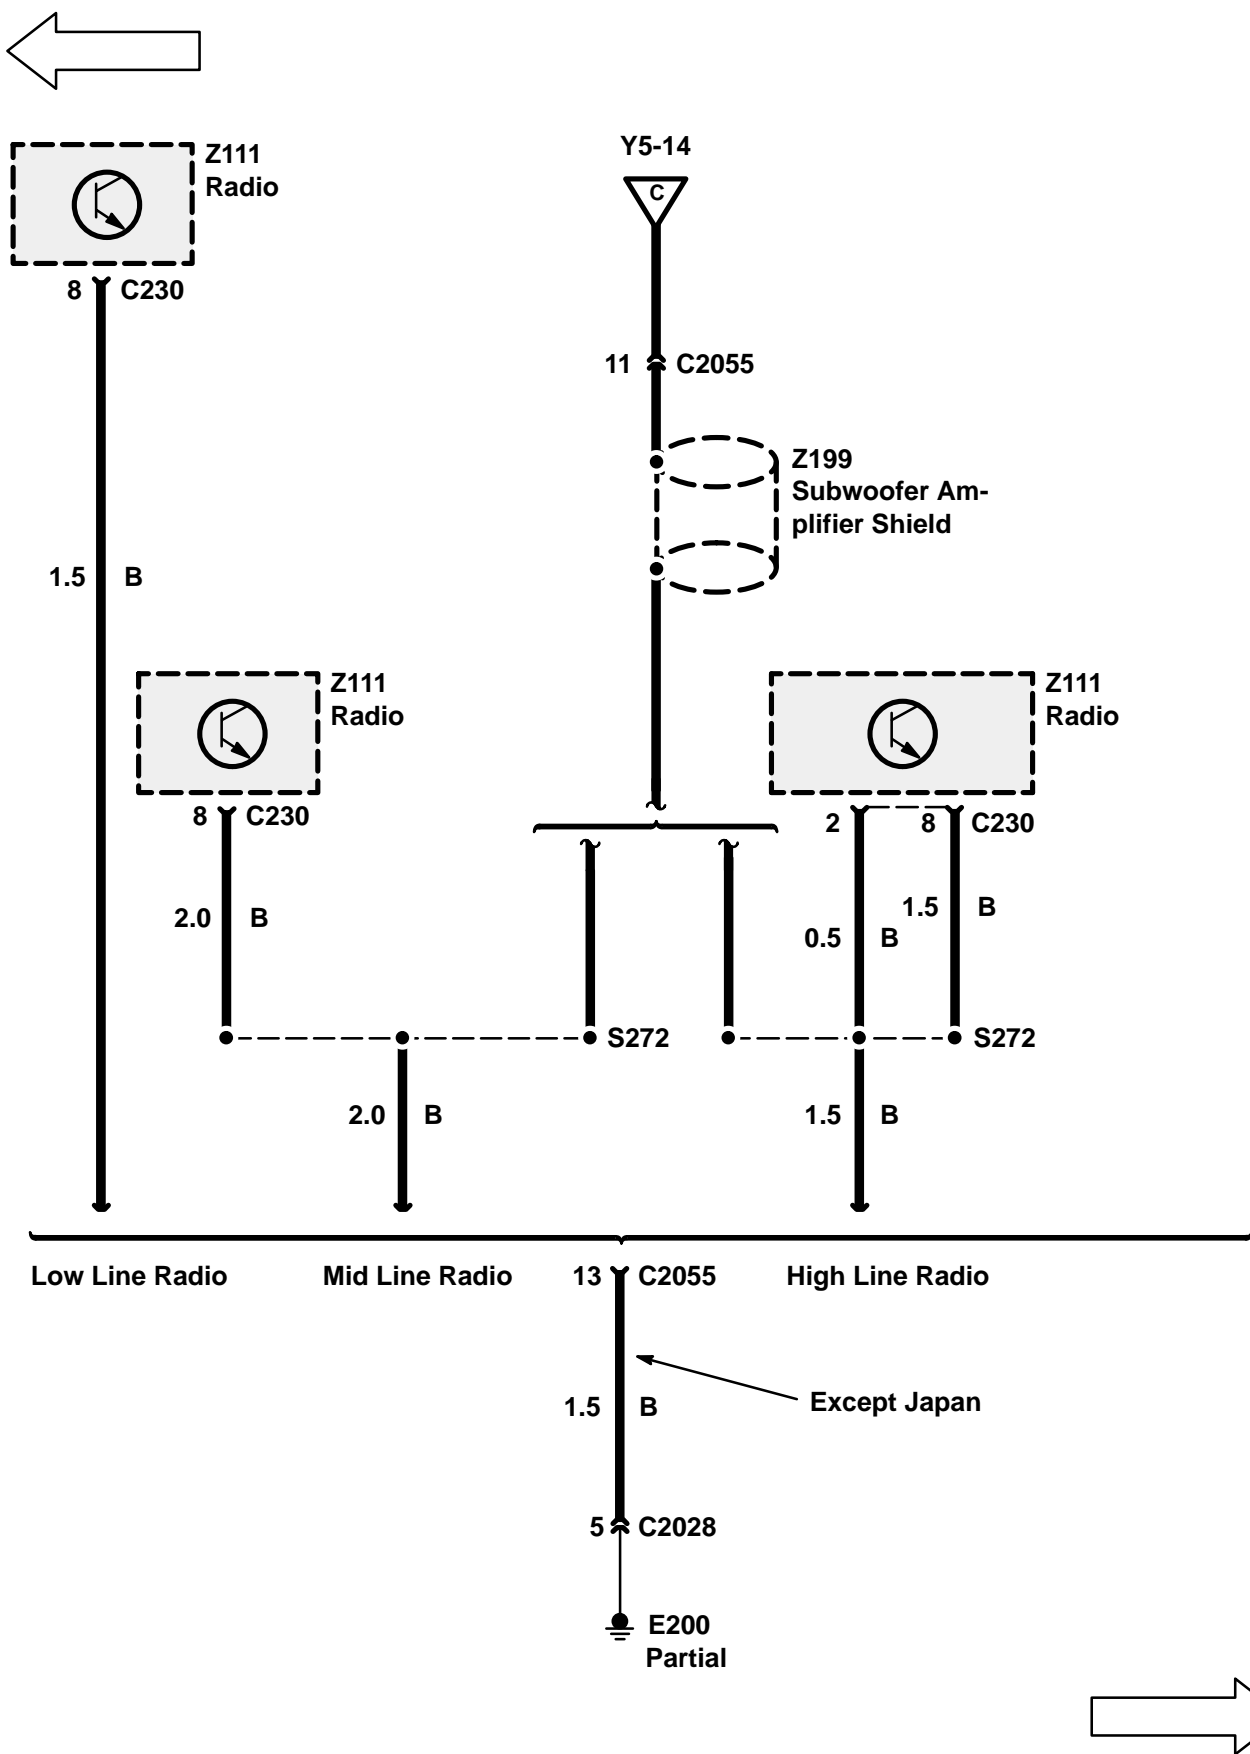 Z111
Radio
Y5-14
C
8 C230
11 C2055
Z199
Subwoofer Am-
plifier Shield
1.5 B
Z111
Radio
Z111
Radio
8 C230
2 8 C230
2.0 B
1.5 B
0.5 B
S272
S272
2.0 B
1.5 B
Low Line Radio
Mid Line Radio
13 C2055
High Line Radio
Except Japan
1.5 B
5 C2028
E200
Partial